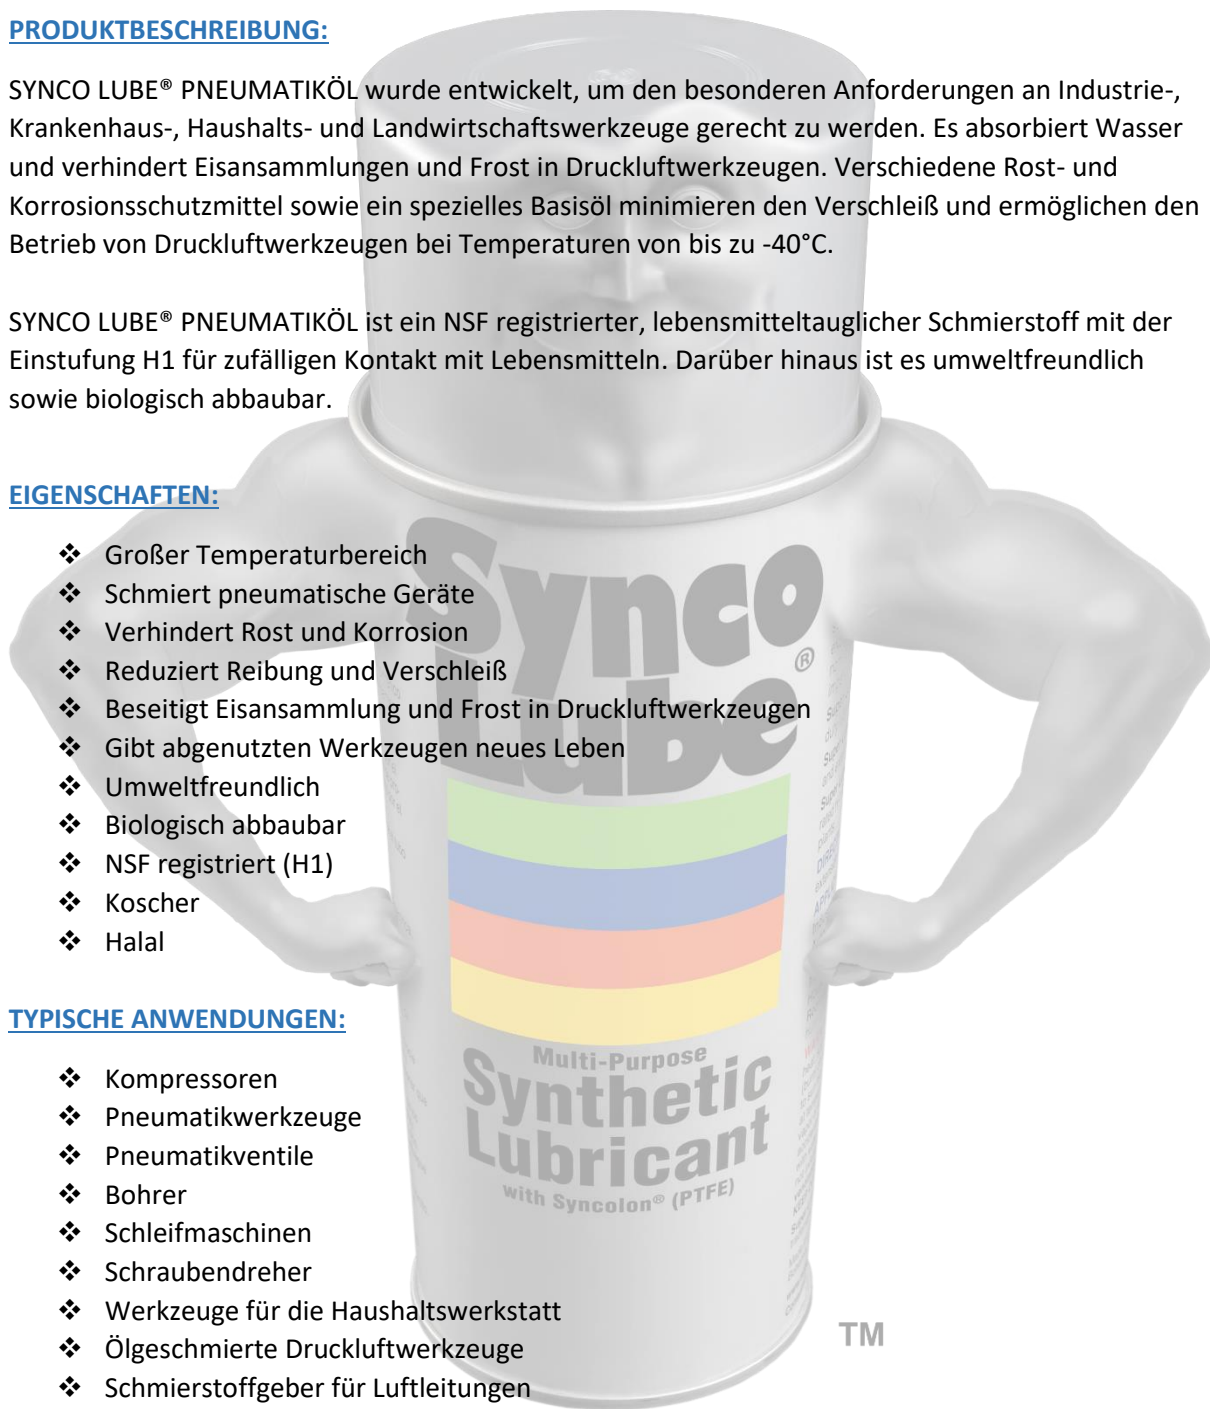 PRODUKTBESCHREIBUNG:
SYNCO LUBE® PNEUMATIKÖL wurde entwickelt, um den besonderen Anforderungen an Industrie-,
Krankenhaus-, Haushalts- und Landwirtschaftswerkzeuge gerecht zu werden. Es absorbiert Wasser
und verhindert Eisansammlungen und Frost in Druckluftwerkzeugen. Verschiedene Rost- und
Korrosionsschutzmittel sowie ein spezielles Basisöl minimieren den Verschleiß und ermöglichen den
Betrieb von Druckluftwerkzeugen bei Temperaturen von bis zu -40°C.
SYNCO LUBE® PNEUMATIKÖL ist ein NSF registrierter, lebensmitteltauglicher Schmierstoff mit der
Einstufung H1 für zufälligen Kontakt mit Lebensmitteln. Darüber hinaus ist es umweltfreundlich
sowie biologisch abbaubar.
EIGENSCHAFTEN:
❖ Großer Temperaturbereich
❖ Schmiert pneumatische Geräte
❖ Verhindert Rost und Korrosion
❖ Reduziert Reibung und Verschleiß
❖ Beseitigt Eisansammlung und Frost in Druckluftwerkzeugen
❖ Gibt abgenutzten Werkzeugen neues Leben
❖ Umweltfreundlich
❖ Biologisch abbaubar
❖ NSF registriert (H1)
❖ Koscher
❖ Halal
TYPISCHE ANWENDUNGEN:
❖ Kompressoren
❖ Pneumatikwerkzeuge
❖ Pneumatikventile
❖ Bohrer
❖ Schleifmaschinen
❖ Schraubendreher
❖ Werkzeuge für die Haushaltswerkstatt
❖ Ölgeschmierte Druckluftwerkzeuge
❖ Schmierstoffgeber für Luftleitungen
Synco
Lube®
Multi-Purpose
Synthetic
Lubricant
with Syncolon® (PTFE)
TM